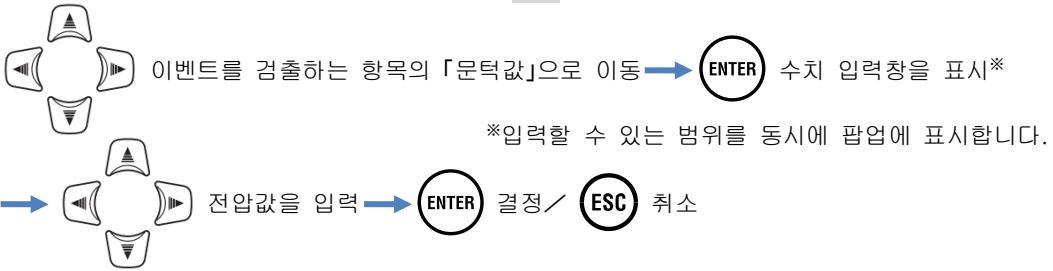 이벤트를 검출하는 항목의 「문턱값」으로 이동 ENTER 수치 입력창을 표시※
※입력할 수 있는 범위를 동시에 팝업에 표시합니다.
전압값을 입력 ENTER 결정／ ESC 취소